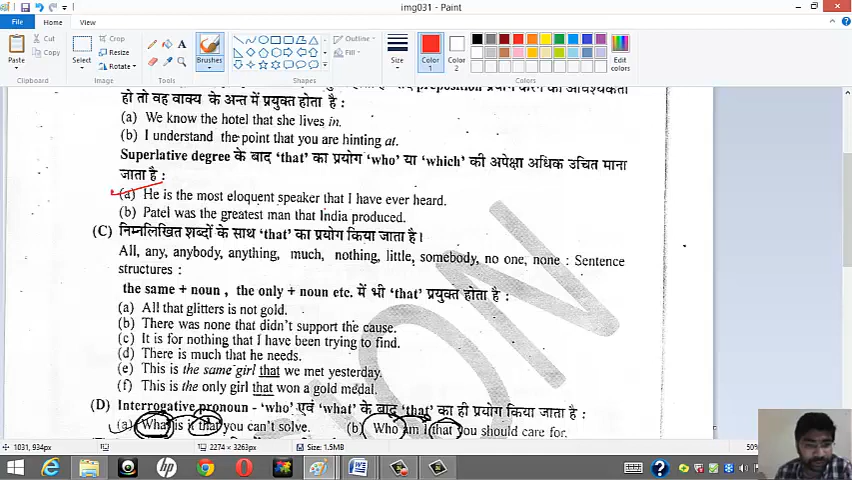 img031 - Paint
File Home View
Paste Cut Copy Select Crop Resize Rotate Brushes Outline Fill Size Color 1 Color 2 Edit colors
Clipboard Image Tools Shapes Colors
preposition प्रयोग करने की आवश्यकता
हो तो वह वाक्य के अन्त में प्रयुक्त होता है :
(a) We know the hotel that she lives in.
(b) I understand the point that you are hinting at.
Superlative degree के बाद ‘that’ का प्रयोग ‘who’ या ‘which’ की अपेक्षा अधिक उचित माना
जाता है :
(a) He is the most eloquent speaker that I have ever heard.
(b) Patel was the greatest man that India produced.
(C) निम्नलिखित शब्दों के साथ ‘that’ का प्रयोग किया जाता है।
All, any, anybody, anything, much, nothing, little, somebody, no one, none : Sentence
structures :
the same + noun , the only + noun etc. में भी ‘that’ प्रयुक्त होता है :
(a) All that glitters is not gold.
(b) There was none that didn’t support the cause.
(c) It is for nothing that I have been trying to find.
(d) There is much that he needs.
(e) This is the same girl that we met yesterday.
(f) This is the only girl that won a gold medal.
(D) Interrogative pronoun - ‘who’ एवं ‘what’ के बाद ‘that’ का ही प्रयोग किया जाता है :
(a) What is it that you can’t solve. (b) Who am I that you should care for.
1031, 934px 2274 × 3263px Size: 1.5MB 50%